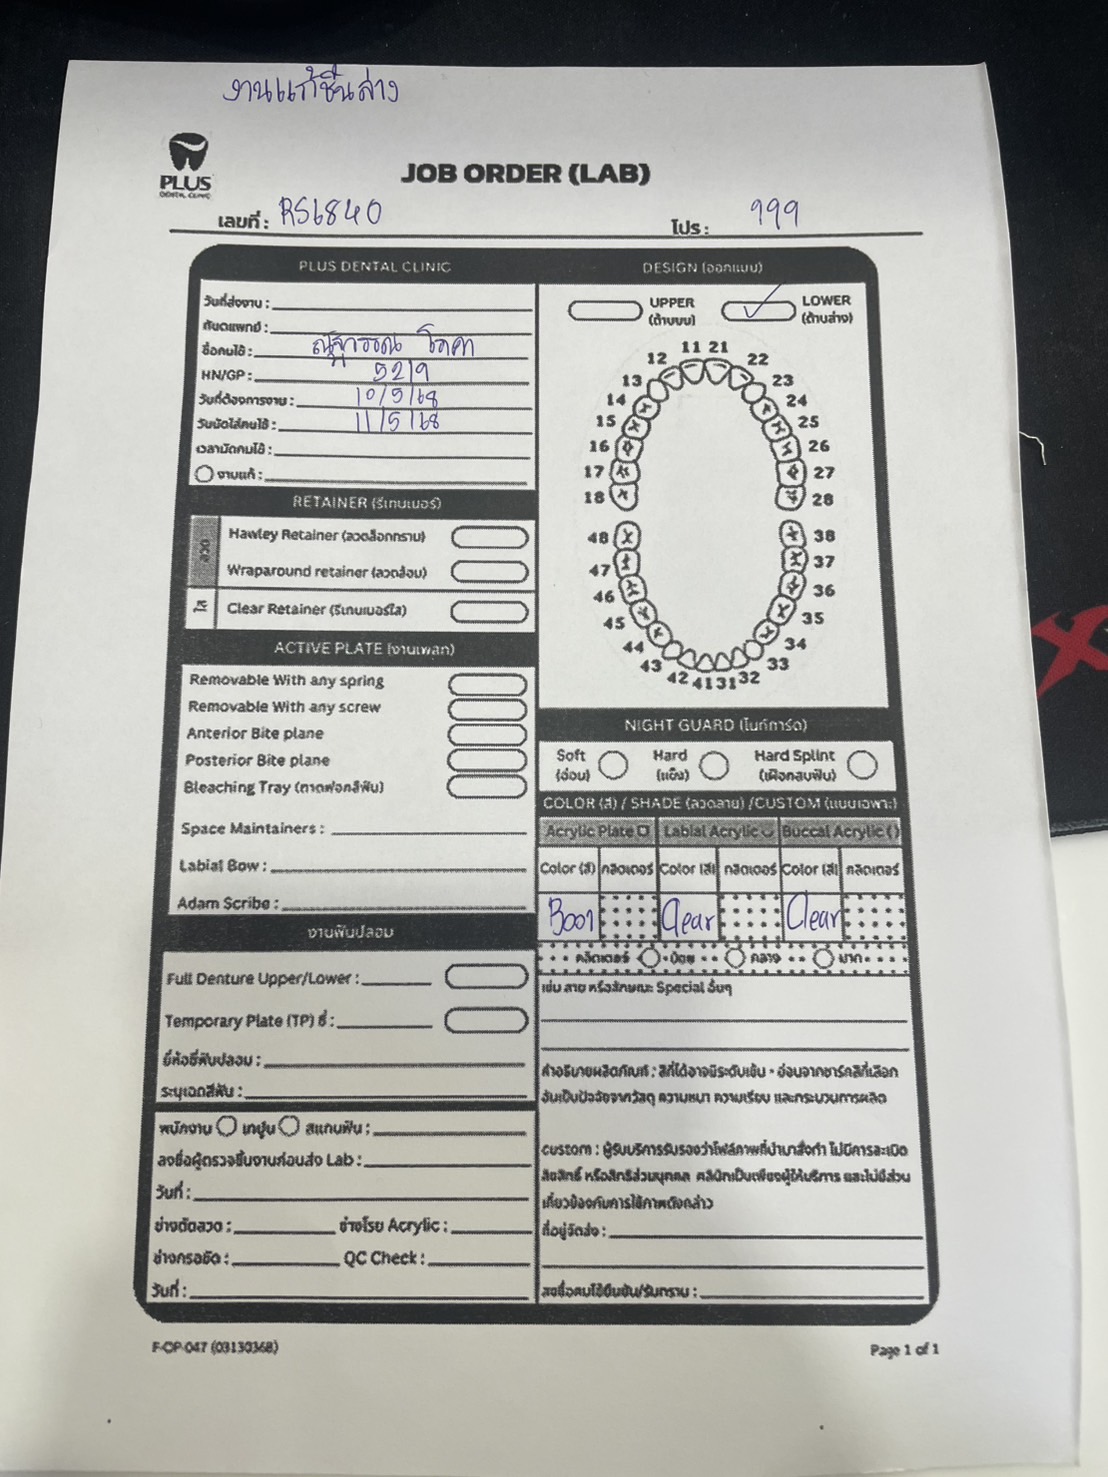 งานแก้ชิ้นล่าง
PLUS
DENTAL CLINIC
JOB ORDER (LAB)
เลขที่ : RS6840
โปร : 999
PLUS DENTAL CLINIC
วันที่ส่งงาน :
ทันตแพทย์ :
ชื่อคนไข้ :
HN/GP : 5219
วันที่ต้องการงาน : 10/5/68
วันนัดใส่คนไข้ : 11/5/68
เวลานัดคนไข้ :
งานแก้ :
RETAINER (รีเทนเนอร์)
ลวด
Hawley Retainer (ลวดล็อกกราม)
Wraparound retainer (ลวดล้อม)
ใส
Clear Retainer (รีเทนเนอร์ใส)
ACTIVE PLATE (งานเพลท)
Removable With any spring
Removable With any screw
Anterior Bite plane
Posterior Bite plane
Bleaching Tray (ถาดฟอกสีฟัน)
Space Maintainers :
Labial Bow :
Adam Scribe :
งานฟันปลอม
Full Denture Upper/Lower :
Temporary Plate (TP) ซี่ :
ยี่ห้อซี่ฟันปลอม :
ระบุเฉดสีฟัน :
พนักงาน เทปูน สแกนฟัน :
ลงชื่อผู้ตรวจชิ้นงานก่อนส่ง Lab :
วันที่ :
ช่างดัดลวด : ช่างโรย Acrylic :
ช่างกรอขัด : QC Check :
วันที่ :
DESIGN (ออกแบบ)
UPPER (ด้านบน)
LOWER (ด้านล่าง)
11 21
12 22
13 23
14 24
15 25
16 26
17 27
18 28
48 38
47 37
46 36
45 35
44 34
43 33
42 41 31 32
NIGHT GUARD (ไนท์การ์ด)
Soft (อ่อน)
Hard (แข็ง)
Hard Splint (เฝือกสบฟัน)
COLOR (สี) / SHADE (ลวดลาย) /CUSTOM (แบบเฉพาะ)
Acrylic Plate Labial Acrylic Buccal Acrylic
Color (สี) กลิตเตอร์ Color (สี) กลิตเตอร์ Color (สี) กลิตเตอร์
B001 Clear Clear
กลิตเตอร์ น้อย กลาง มาก
เช่น ลาย หรือลักษณะ Special อื่นๆ
คำอธิบายผลิตภัณฑ์ : สีที่ได้อาจมีระดับเข้ม - อ่อนจากชาร์ตสีที่เลือก
อันเป็นปัจจัยจากวัสดุ ความหนา ความเรียบ และกระบวนการผลิต
custom : ผู้รับบริการรับรองว่าไฟล์ภาพที่นำมาสั่งทำ ไม่มีการละเมิด
ลิขสิทธิ์ หรือสิทธิส่วนบุคคล คลินิกเป็นเพียงผู้ให้บริการ และไม่มีส่วน
เกี่ยวข้องกับการใช้ภาพดังกล่าว
ที่อยู่จัดส่ง :
ลงชื่อคนไข้ยืนยัน/รับทราบ :
F-OP-047 (03130368)
Page 1 of 1